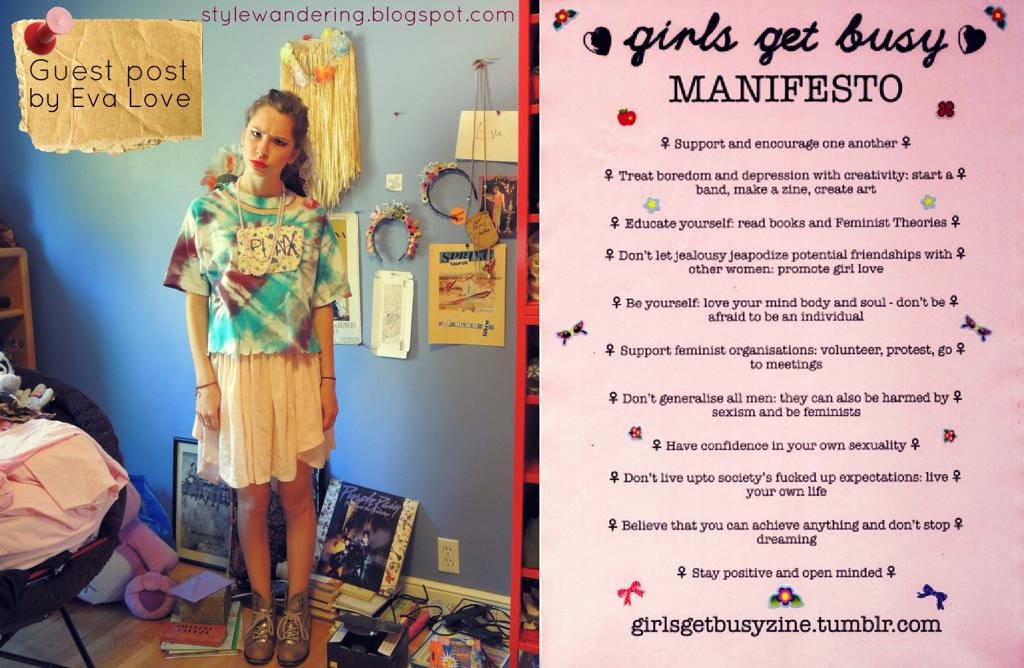 stylewandering.blogspot.com
Guest post
by Eva Love
PLNX
SPRING
taurus
libra
Purple Rain
girls get busy
MANIFESTO
♀ Support and encourage one another ♀
♀ Treat boredom and depression with creativity: start a ♀
band, make a zine, create art
♀ Educate yourself: read books and Feminist Theories ♀
♀ Don't let jealousy jeapodize potential friendships with ♀
other women: promote girl love
♀ Be yourself: love your mind body and soul - don't be ♀
afraid to be an individual
♀ Support feminist organisations: volunteer, protest, go ♀
to meetings
♀ Don't generalise all men: they can also be harmed by ♀
sexism and be feminists
♀ Have confidence in your own sexuality ♀
♀ Don't live upto society's fucked up expectations: live ♀
your own life
♀ Believe that you can achieve anything and don't stop ♀
dreaming
♀ Stay positive and open minded ♀
girlsgetbusyzine.tumblr.com